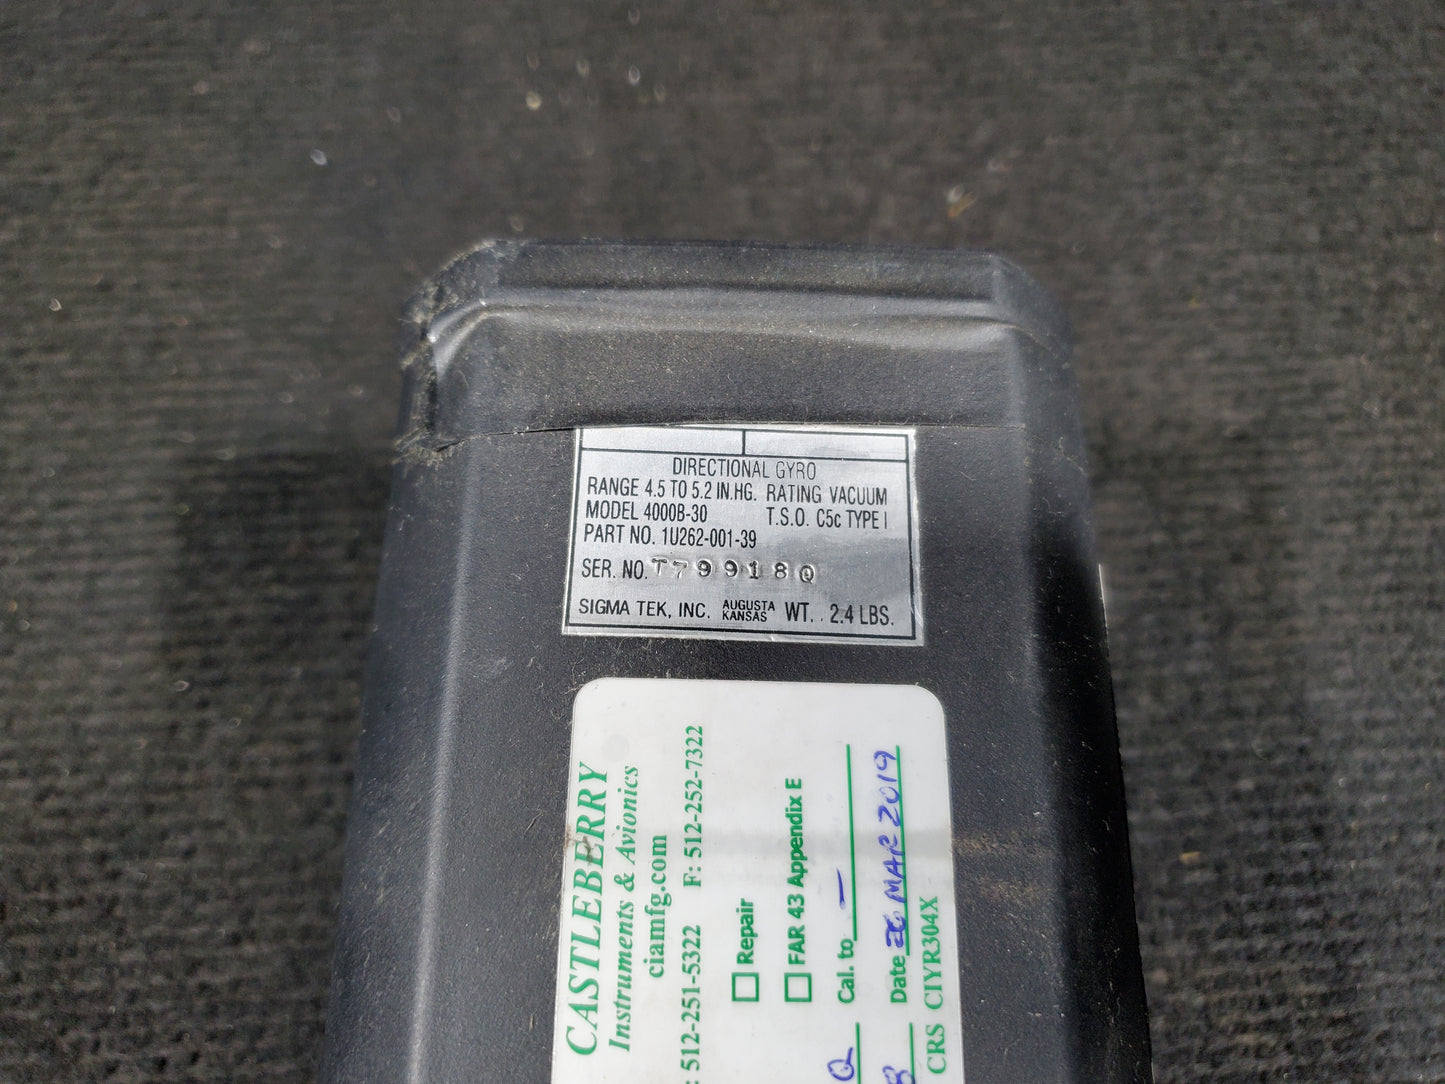 DIRECTIONAL GYRO
RANGE 4.5 TO 5.2 IN.HG. RATING VACUUM
MODEL 4000B-30 T.S.O. C5c TYPE I
PART NO. 1U262-001-39
SER. NO. T79918Q
SIGMA TEK, INC. AUGUSTA KANSAS WT. . 2.4 LBS.
CASTLEBERRY
Instruments & Avionics
ciamfg.com
: 512-251-5322 F: 512-252-7322
Repair
FAR 43 Appendix E
Q Cal. to –
Date MAR 2019
CRS CIYR304X